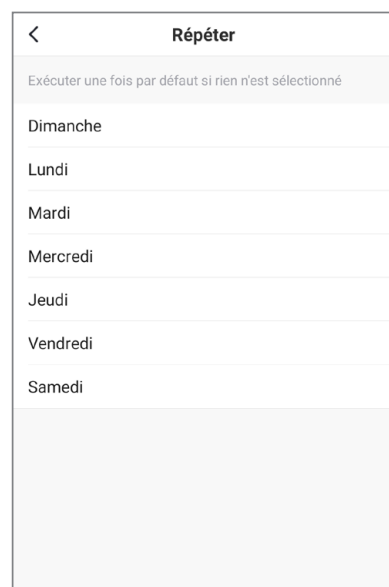 Répéter
Exécuter une fois par défaut si rien n'est sélectionné
Dimanche
Lundi
Mardi
Mercredi
Jeudi
Vendredi
Samedi